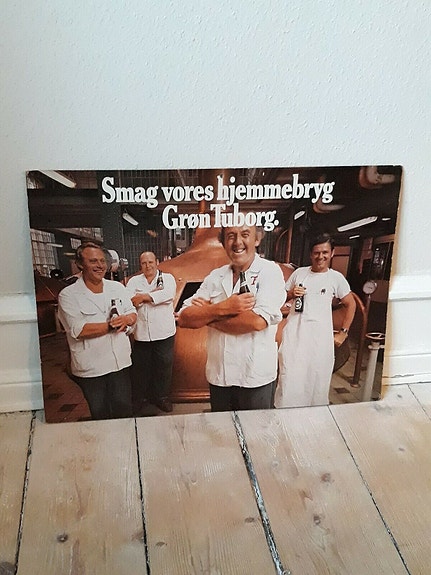 Smag vores hjemmebryg
Grøn Tuborg.